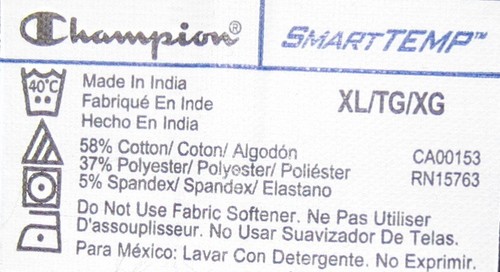 Champion® SMARTTEMP™
40°C
Made In India
Fabriqué En Inde
Hecho En India
XL/TG/XG
58% Cotton/ Coton/ Algodón
37% Polyester/ Polyester/ Poliéster
5% Spandex/ Spandex/ Elastano
CA00153
RN15763
Do Not Use Fabric Softener. Ne Pas Utiliser
D'assouplisseur. No Usar Suavizador De Telas.
Para México: Lavar Con Detergente. No Exprimir.